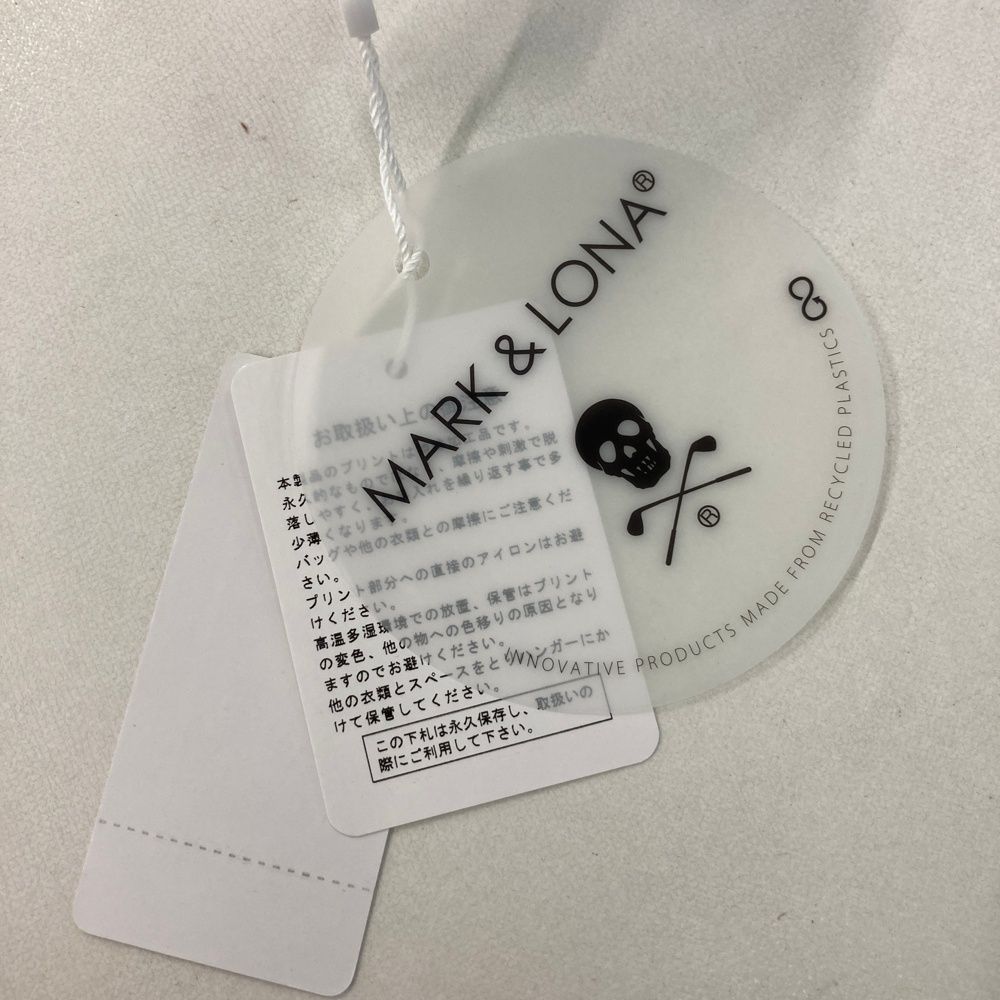 MARK & LONA®
®
INNOVATIVE PRODUCTS MADE FROM RECYCLED PLASTICS
お取扱い上の
本製品のプリントは 品です。
永久的なもので 、摩擦や刺激で脱
落しやすく、 れを繰り返す事で多
少薄くなります。
バッグや他の衣類との摩擦にご注意くだ
さい。
プリント部分への直接のアイロンはお避
けください。
高温多湿環境での放置、保管はプリント
の変色、他の物への色移りの原因となり
ますのでお避けください。
他の衣類とスペースをとり、ハンガーにか
けて保管してください。
この下札は永久保存し、取扱いの
際にご利用して下さい。